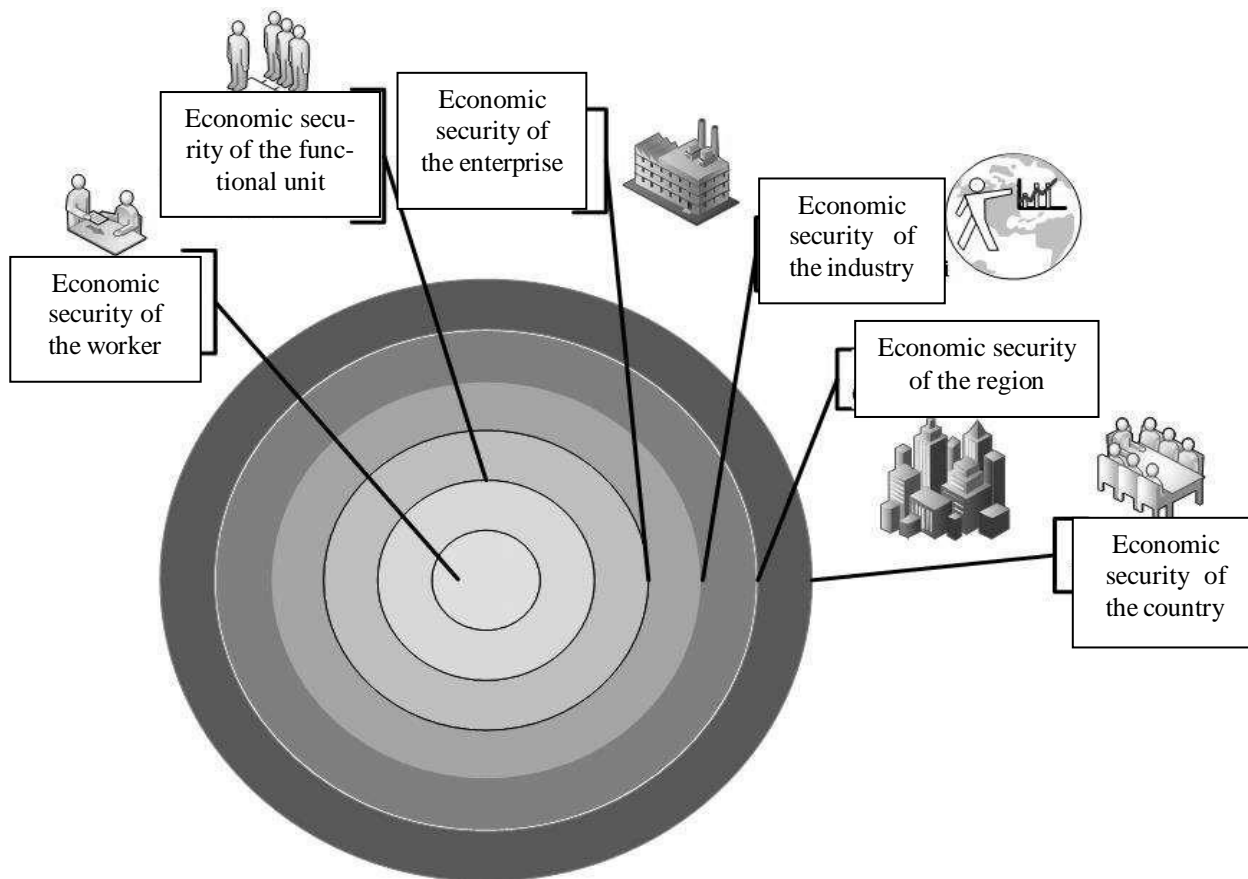 Economic secu-
rity of the func-
tional unit
Economic
security of
the enterprise
Economic
security of
the industry
i
Economic
security of
the worker
Economic security
of the region
Economic
security of
the country